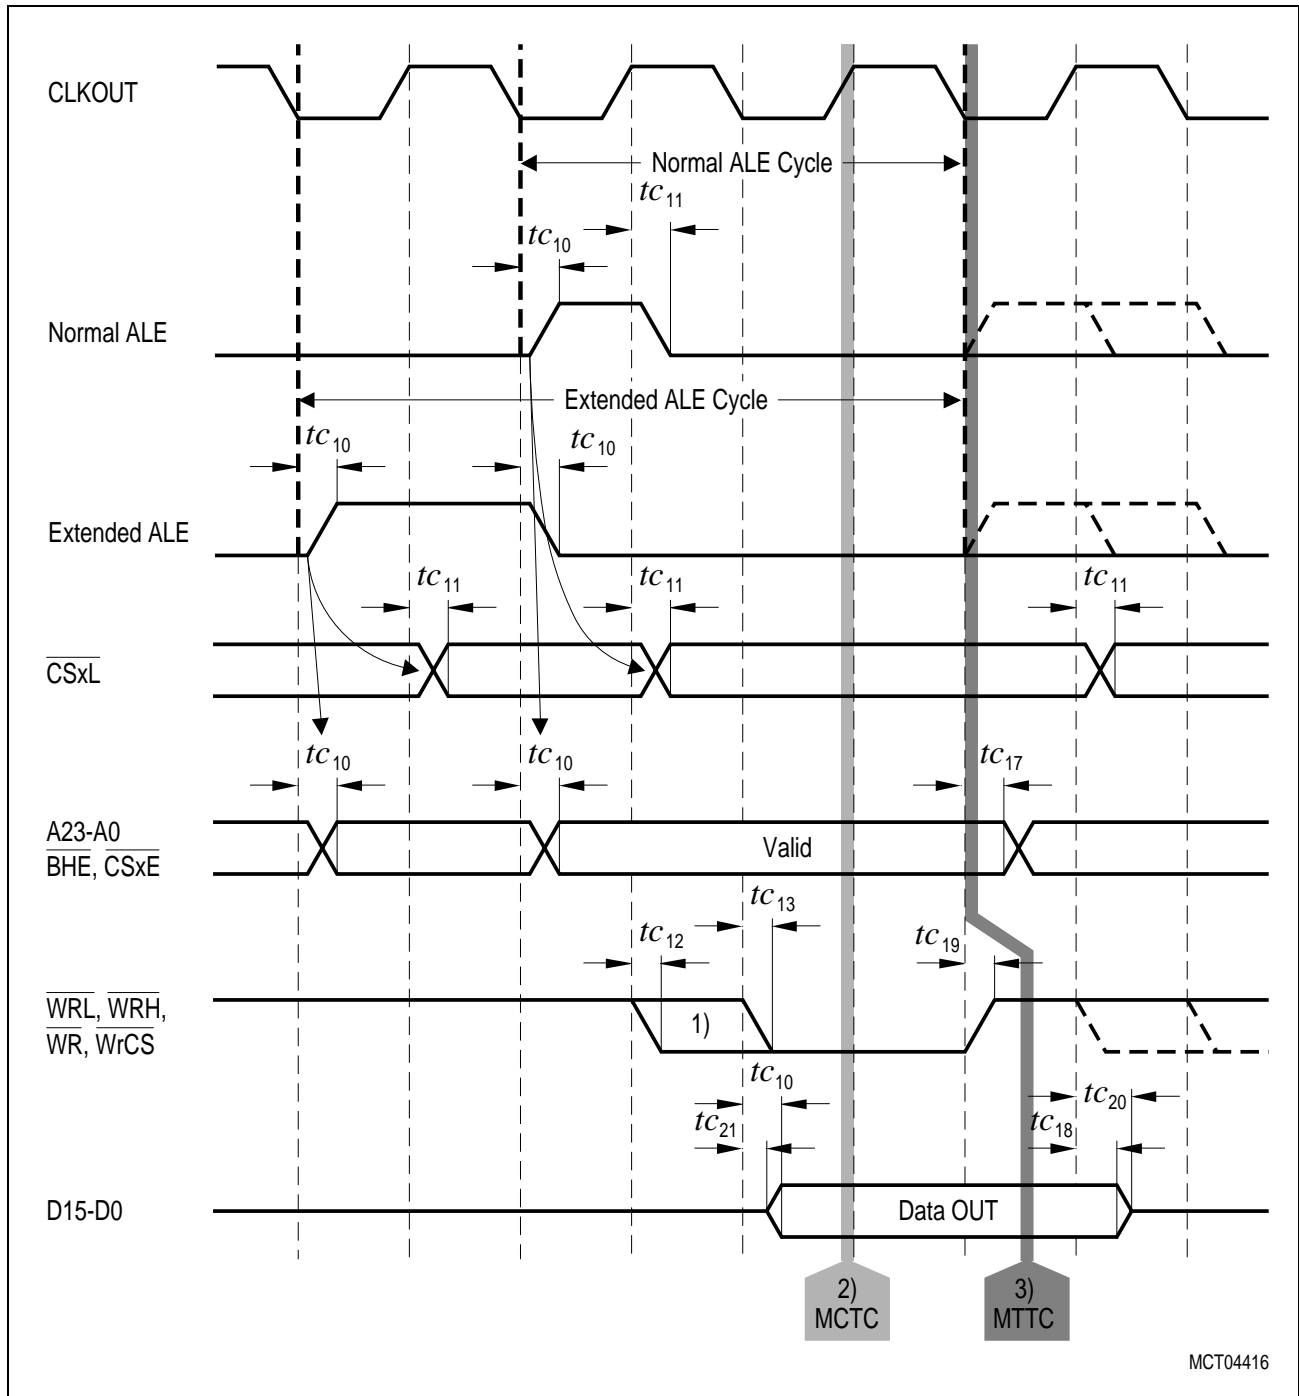 CLKOUT
Normal ALE Cycle
tc11
tc10
Normal ALE
Extended ALE Cycle
tc10
tc10
Extended ALE
tc11
tc11
tc11
CSxL
tc10
tc10
tc17
A23-A0
BHE, CSxE
Valid
tc13
tc12
tc19
WRL, WRH,
WR, WrCS
1)
tc10
tc20
tc21
tc18
D15-D0
Data OUT
2)
MCTC
3)
MTTC
MCT04416